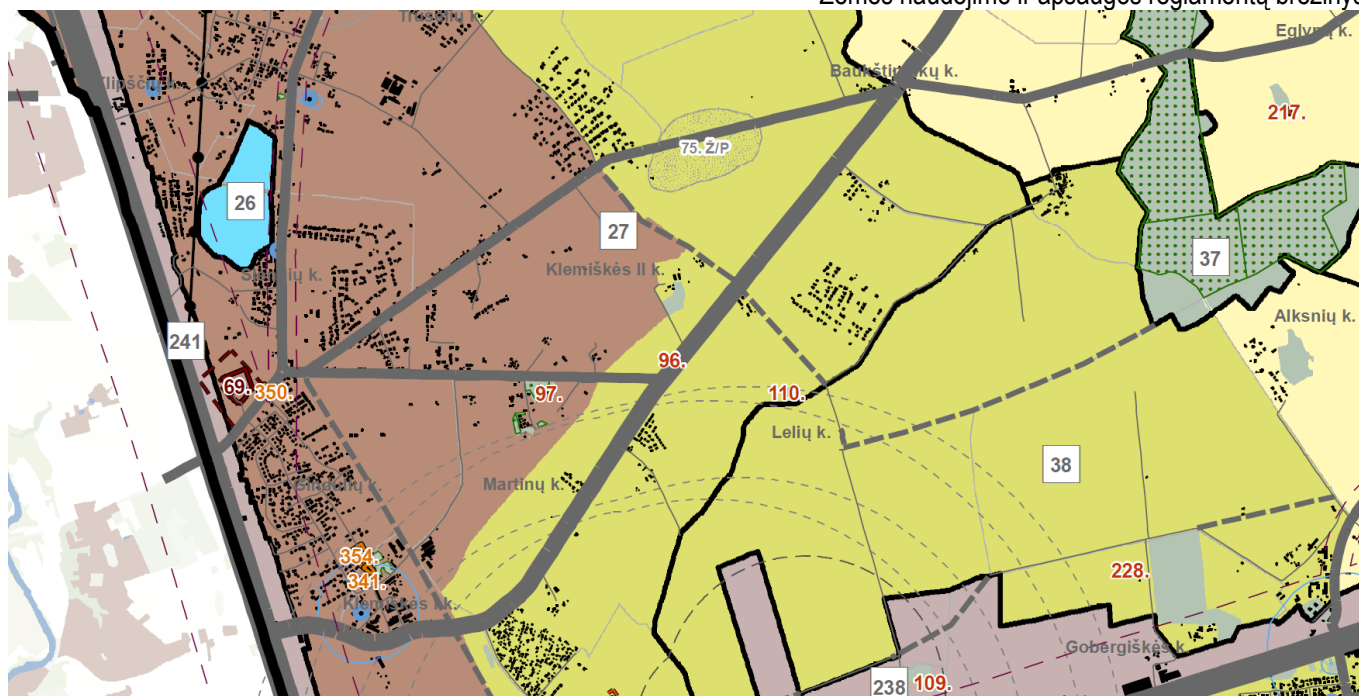 Žemės naudojimo ir apsaugos reglamentų brėžinys
Eglynų k.
Klipščių k.
217.
75. Ž/P
26
27
37
Klemiškės II k.
241
Alksnių k.
96.
69.
350.
97.
110.
Lelių k.
38
Martinų k.
354.
341.
228.
Gobergiškės k.
238
109.